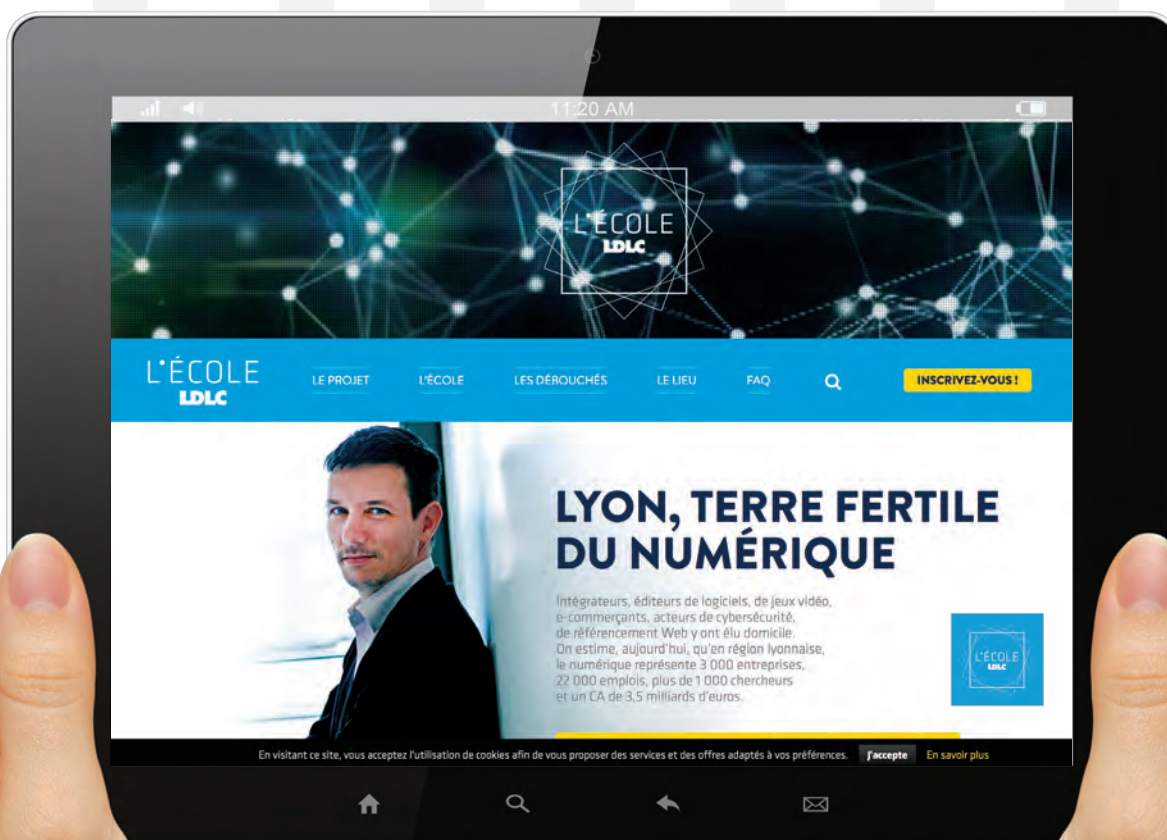 11:20 AM
L'ÉCOLE
LDLC
L'ÉCOLE
LDLC
LE PROJET
L'ÉCOLE
LES DÉBOUCHÉS
LE LIEU
FAQ
INSCRIVEZ-VOUS !
LYON, TERRE FERTILE
DU NUMÉRIQUE
Intégrateurs, éditeurs de logiciels, de jeux vidéo,
e-commerçants, acteurs de cybersécurité,
de référencement Web y ont élu domicile.
On estime, aujourd'hui, qu'en région lyonnaise,
le numérique représente 3 000 entreprises,
22 000 emplois, plus de 1 000 chercheurs
et un CA de 3,5 milliards d'euros.
L'ÉCOLE
LDLC
En visitant ce site, vous acceptez l'utilisation de cookies afin de vous proposer des services et des offres adaptés à vos préférences. J'accepte En savoir plus